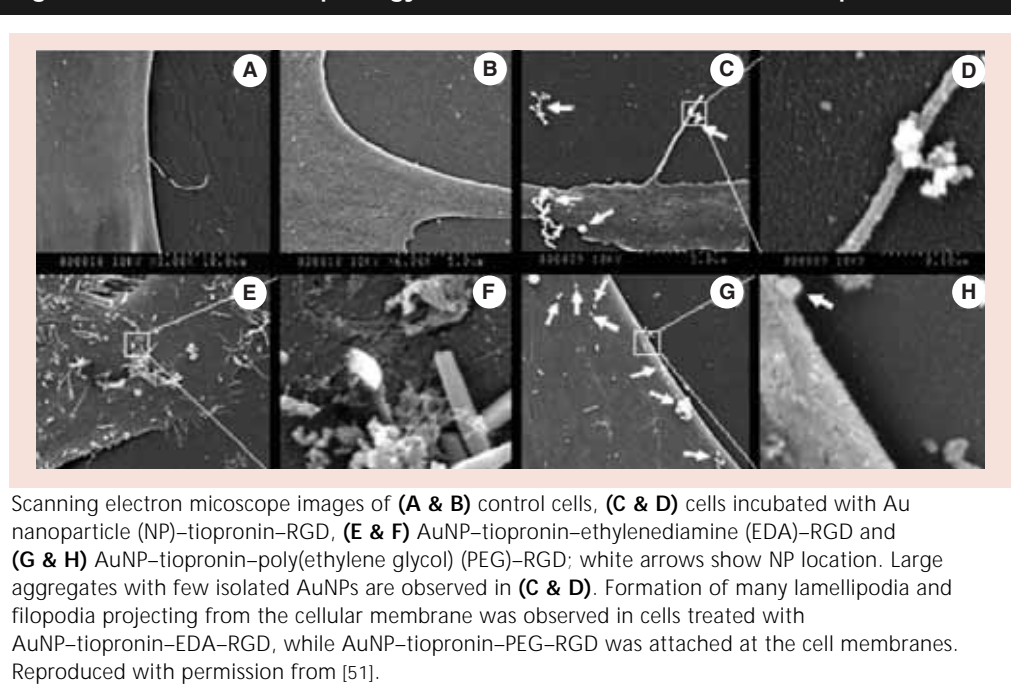 A
B
C
D
E
F
G
H
Scanning electron micoscope images of (A & B) control cells, (C & D) cells incubated with Au
nanoparticle (NP)–tiopronin–RGD, (E & F) AuNP–tiopronin–ethylenediamine (EDA)–RGD and
(G & H) AuNP–tiopronin–poly(ethylene glycol) (PEG)–RGD; white arrows show NP location. Large
aggregates with few isolated AuNPs are observed in (C & D). Formation of many lamellipodia and
filopodia projecting from the cellular membrane was observed in cells treated with
AuNP–tiopronin–EDA–RGD, while AuNP–tiopronin–PEG–RGD was attached at the cell membranes.
Reproduced with permission from [51].